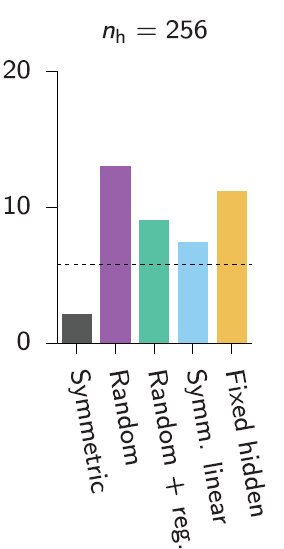 n_h = 256
20
10
0
Symmetric
Random
Random + reg.
Symm. linear
Fixed hidden